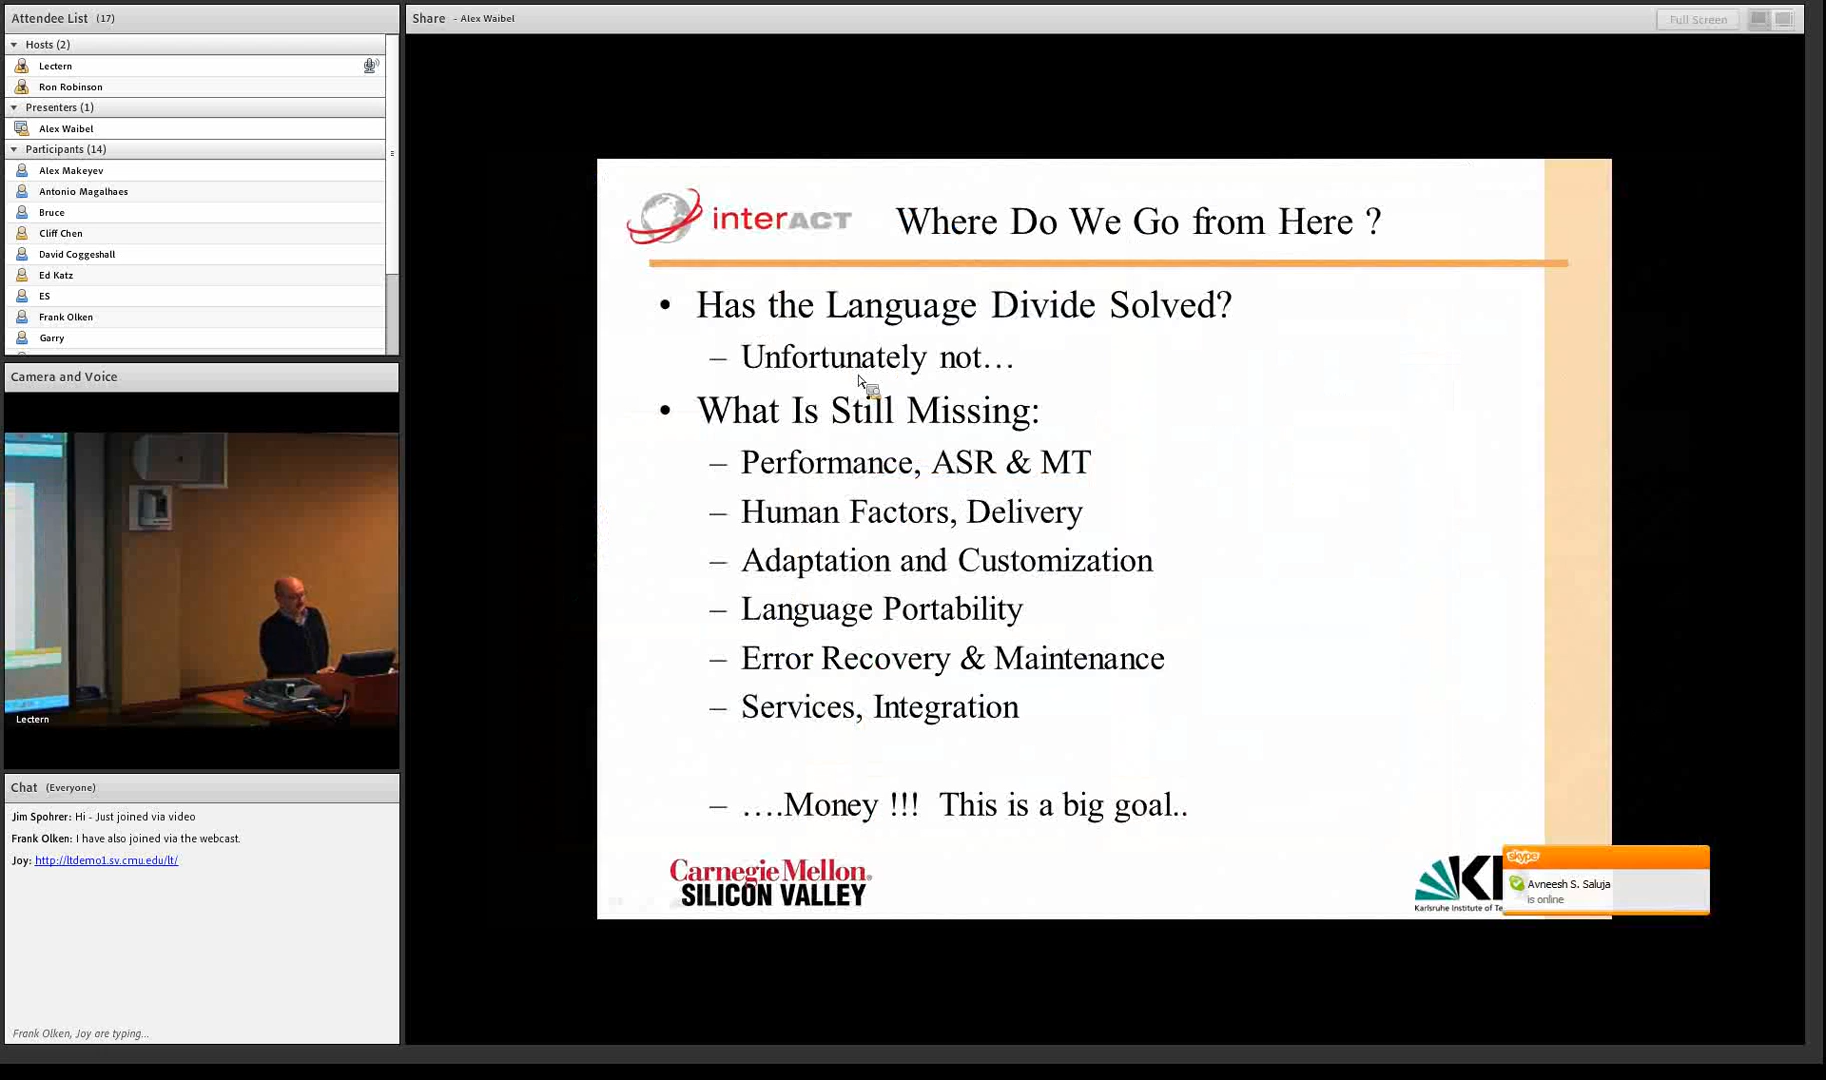 Attendee List (17)
Hosts (2)
Lectern
Ron Robinson
Presenters (1)
Alex Waibel
Participants (14)
Alex Makeyev
Antonio Magalhaes
Bruce
Cliff Chen
David Coggeshall
Ed Katz
ES
Frank Olken
Garry
Camera and Voice
Lectern
Chat (Everyone)
Jim Spohrer: Hi - Just joined via video
Frank Olken: I have also joined via the webcast.
Joy: http://ltdemo1.sv.cmu.edu/lt/
Frank Olken, Joy are typing...
Share - Alex Waibel
Full Screen
interACT
Where Do We Go from Here ?
• Has the Language Divide Solved?
– Unfortunately not…
• What Is Still Missing:
– Performance, ASR & MT
– Human Factors, Delivery
– Adaptation and Customization
– Language Portability
– Error Recovery & Maintenance
– Services, Integration
– ….Money !!! This is a big goal..
Carnegie Mellon®
SILICON VALLEY
KI
Karlsruhe Institute of Te
skype
Avneesh S. Saluja
is online